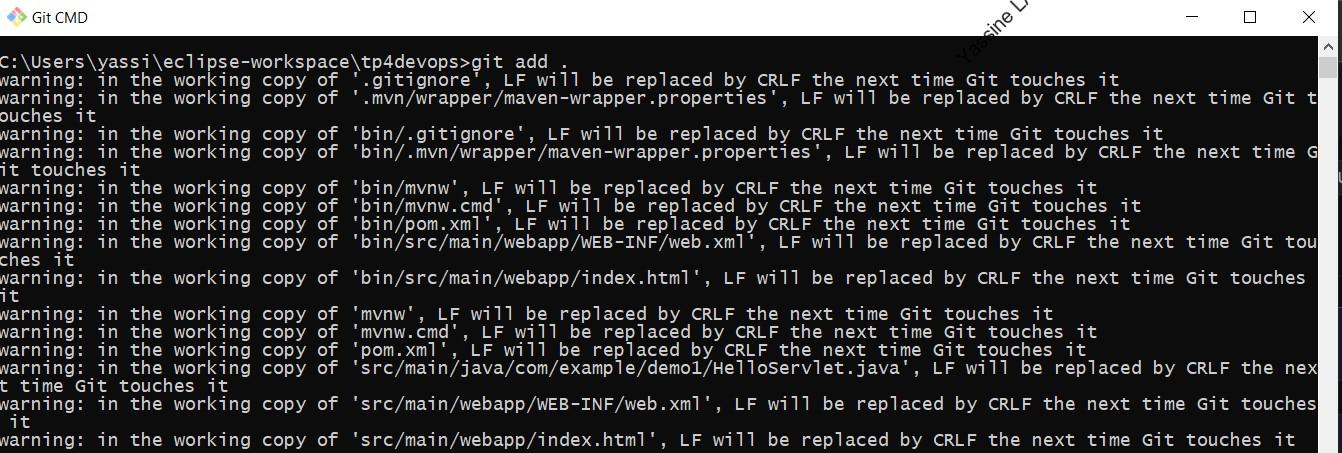 Git CMD
Yassine LA
C:\Users\yassi\eclipse-workspace\tp4devops>git add .
warning: in the working copy of '.gitignore', LF will be replaced by CRLF the next time Git touches it
warning: in the working copy of '.mvn/wrapper/maven-wrapper.properties', LF will be replaced by CRLF the next time Git t
ouches it
warning: in the working copy of 'bin/.gitignore', LF will be replaced by CRLF the next time Git touches it
warning: in the working copy of 'bin/.mvn/wrapper/maven-wrapper.properties', LF will be replaced by CRLF the next time G
it touches it
warning: in the working copy of 'bin/mvnw', LF will be replaced by CRLF the next time Git touches it
warning: in the working copy of 'bin/mvnw.cmd', LF will be replaced by CRLF the next time Git touches it
warning: in the working copy of 'bin/pom.xml', LF will be replaced by CRLF the next time Git touches it
warning: in the working copy of 'bin/src/main/webapp/WEB-INF/web.xml', LF will be replaced by CRLF the next time Git tou
ches it
warning: in the working copy of 'bin/src/main/webapp/index.html', LF will be replaced by CRLF the next time Git touches
it
warning: in the working copy of 'mvnw', LF will be replaced by CRLF the next time Git touches it
warning: in the working copy of 'mvnw.cmd', LF will be replaced by CRLF the next time Git touches it
warning: in the working copy of 'pom.xml', LF will be replaced by CRLF the next time Git touches it
warning: in the working copy of 'src/main/java/com/example/demo1/HelloServlet.java', LF will be replaced by CRLF the nex
t time Git touches it
warning: in the working copy of 'src/main/webapp/WEB-INF/web.xml', LF will be replaced by CRLF the next time Git touches
it
warning: in the working copy of 'src/main/webapp/index.html', LF will be replaced by CRLF the next time Git touches it